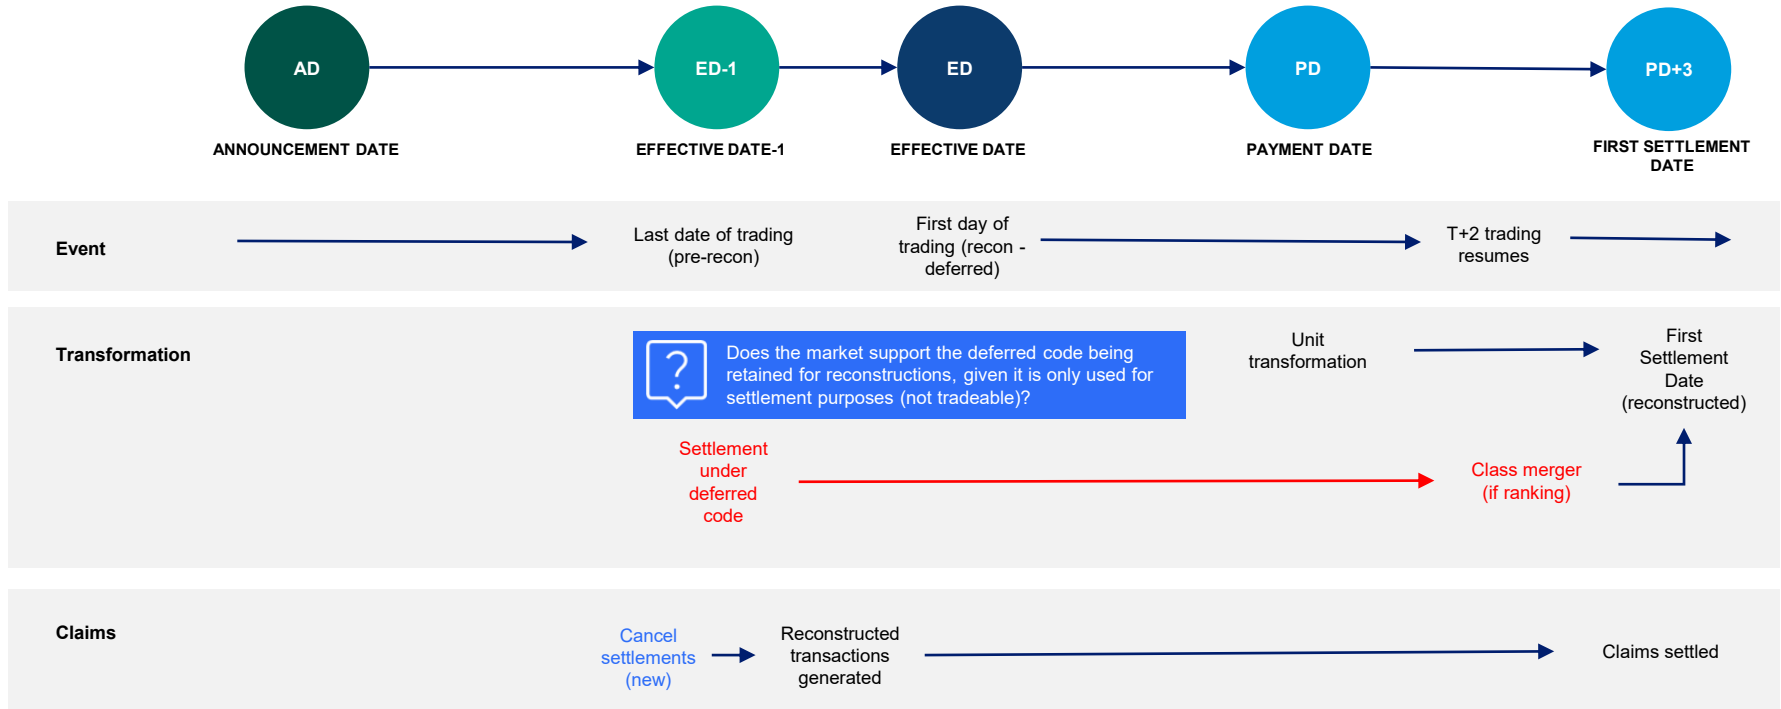 AD
ED-1
ED
PD
PD+3
ANNOUNCEMENT DATE
EFFECTIVE DATE-1
EFFECTIVE DATE
PAYMENT DATE
FIRST SETTLEMENT
DATE
Event
Last date of trading
(pre-recon)
First day of
trading (recon -
deferred)
T+2 trading
resumes
Transformation
Does the market support the deferred code being
retained for reconstructions, given it is only used for
settlement purposes (not tradeable)?
Unit
transformation
First
Settlement
Date
(reconstructed)
Settlement
under
deferred
code
Class merger
(if ranking)
Claims
Cancel
settlements
(new)
Reconstructed
transactions
generated
Claims settled